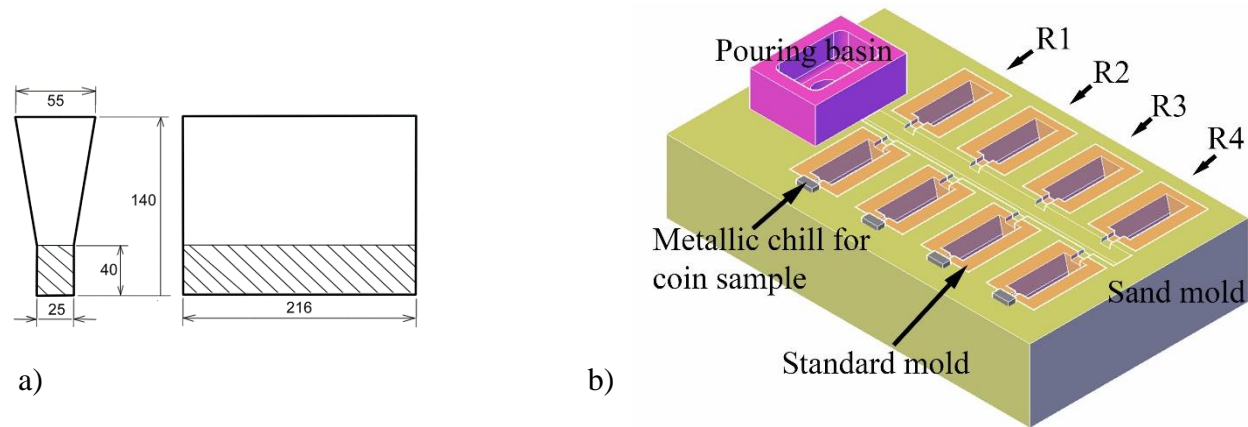 55
140
40
25
216
a)
Pouring basin
R1
R2
R3
R4
Metallic chill for
coin sample
Standard mold
Sand mold
b)